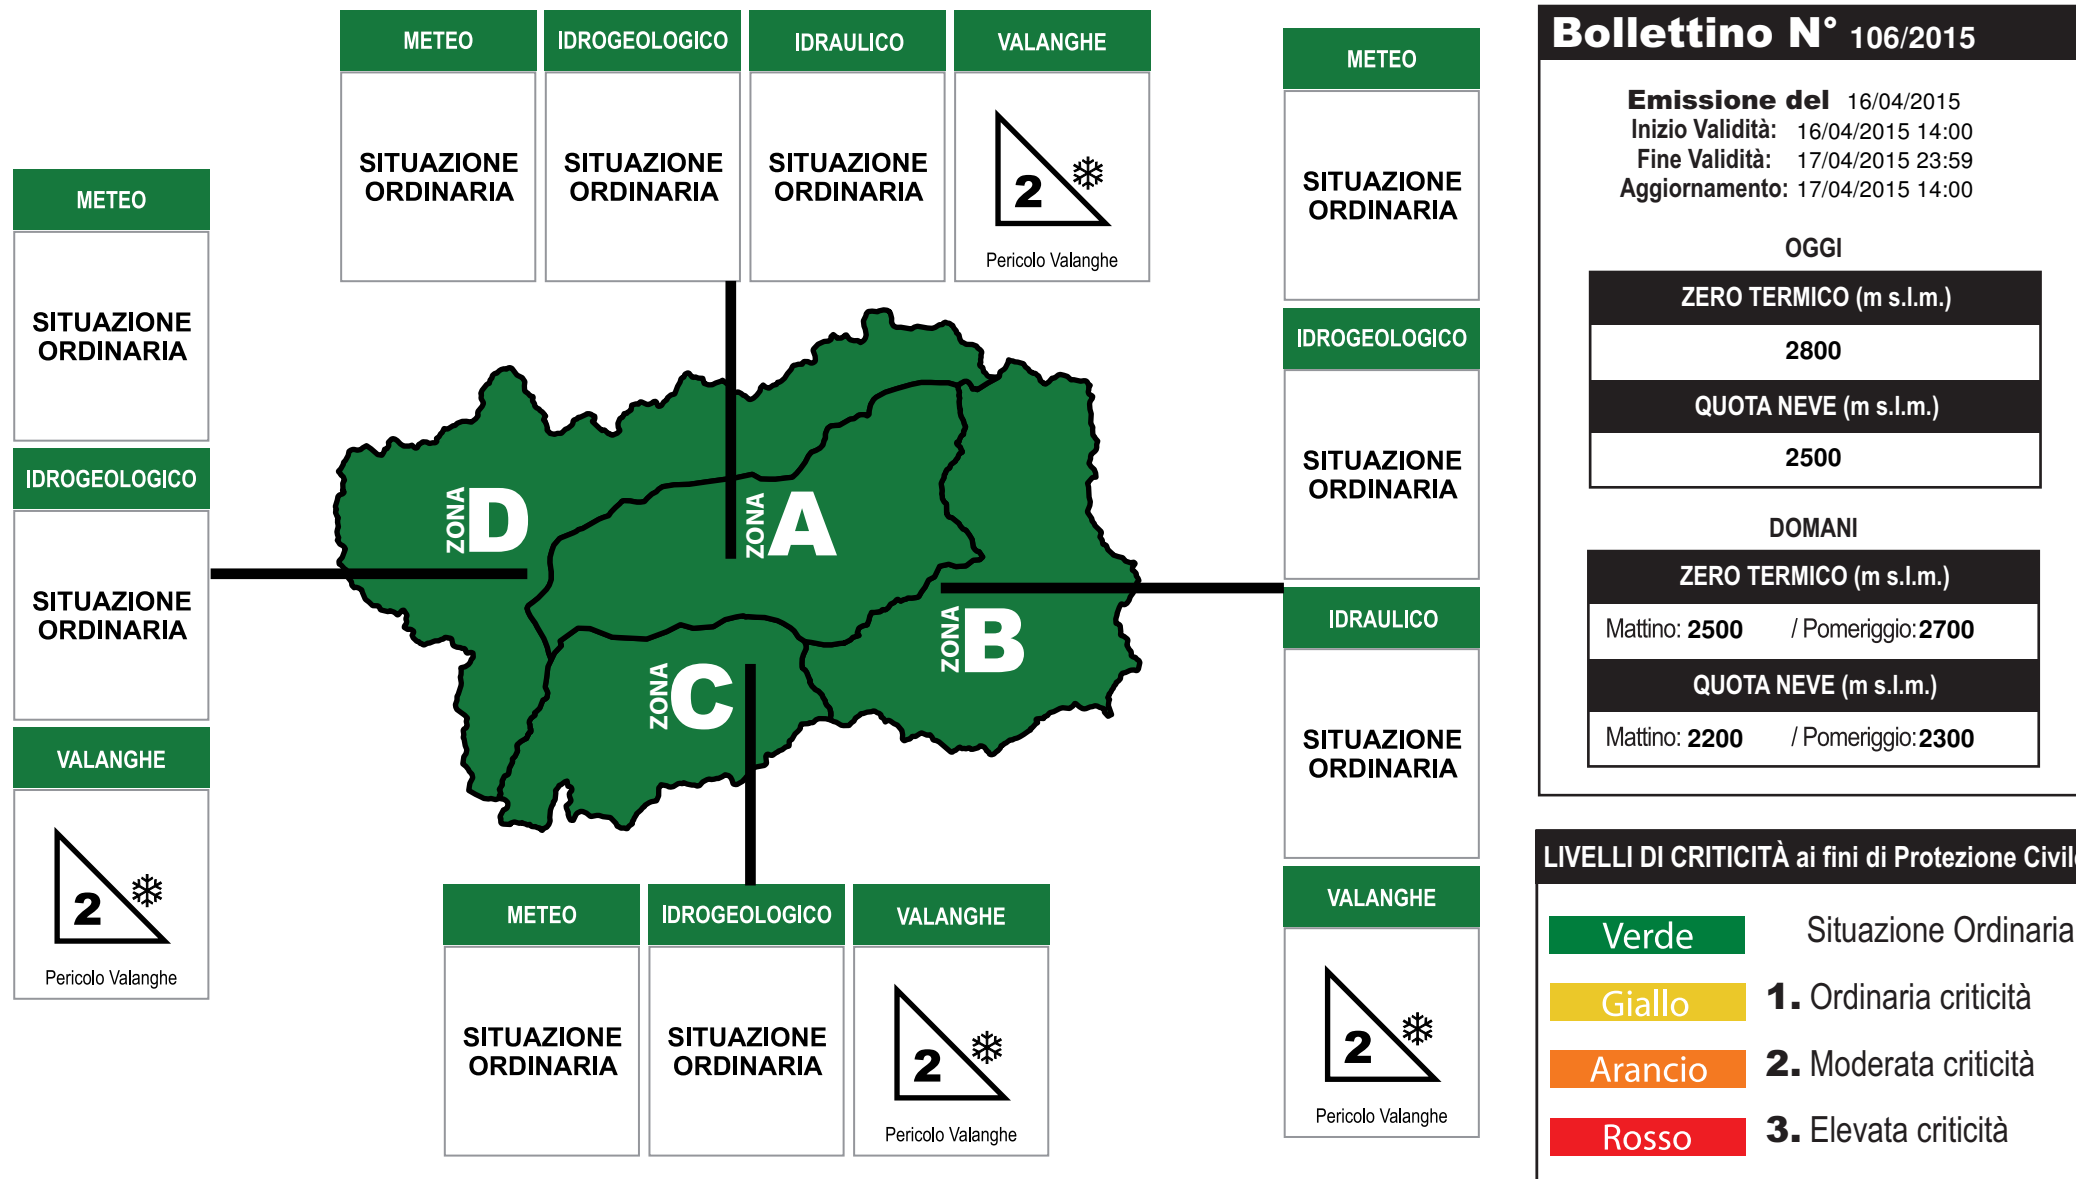 METEO
SITUAZIONE
ORDINARIA
IDROGEOLOGICO
SITUAZIONE
ORDINARIA
VALANGHE
2
Pericolo Valanghe
METEO
SITUAZIONE
ORDINARIA
IDROGEOLOGICO
SITUAZIONE
ORDINARIA
IDRAULICO
SITUAZIONE
ORDINARIA
VALANGHE
2
Pericolo Valanghe
ZONA D
ZONA A
ZONA B
ZONA C
METEO
SITUAZIONE
ORDINARIA
IDROGEOLOGICO
SITUAZIONE
ORDINARIA
VALANGHE
2
Pericolo Valanghe
METEO
SITUAZIONE
ORDINARIA
IDROGEOLOGICO
SITUAZIONE
ORDINARIA
IDRAULICO
SITUAZIONE
ORDINARIA
VALANGHE
2
Pericolo Valanghe
Bollettino N° 106/2015
Emissione del 16/04/2015
Inizio Validità: 16/04/2015 14:00
Fine Validità: 17/04/2015 23:59
Aggiornamento: 17/04/2015 14:00
OGGI
ZERO TERMICO (m s.l.m.)
2800
QUOTA NEVE (m s.l.m.)
2500
DOMANI
ZERO TERMICO (m s.l.m.)
Mattino: 2500 / Pomeriggio: 2700
QUOTA NEVE (m s.l.m.)
Mattino: 2200 / Pomeriggio: 2300
LIVELLI DI CRITICITÀ ai fini di Protezione Civile
Verde Situazione Ordinaria
Giallo 1. Ordinaria criticità
Arancio 2. Moderata criticità
Rosso 3. Elevata criticità